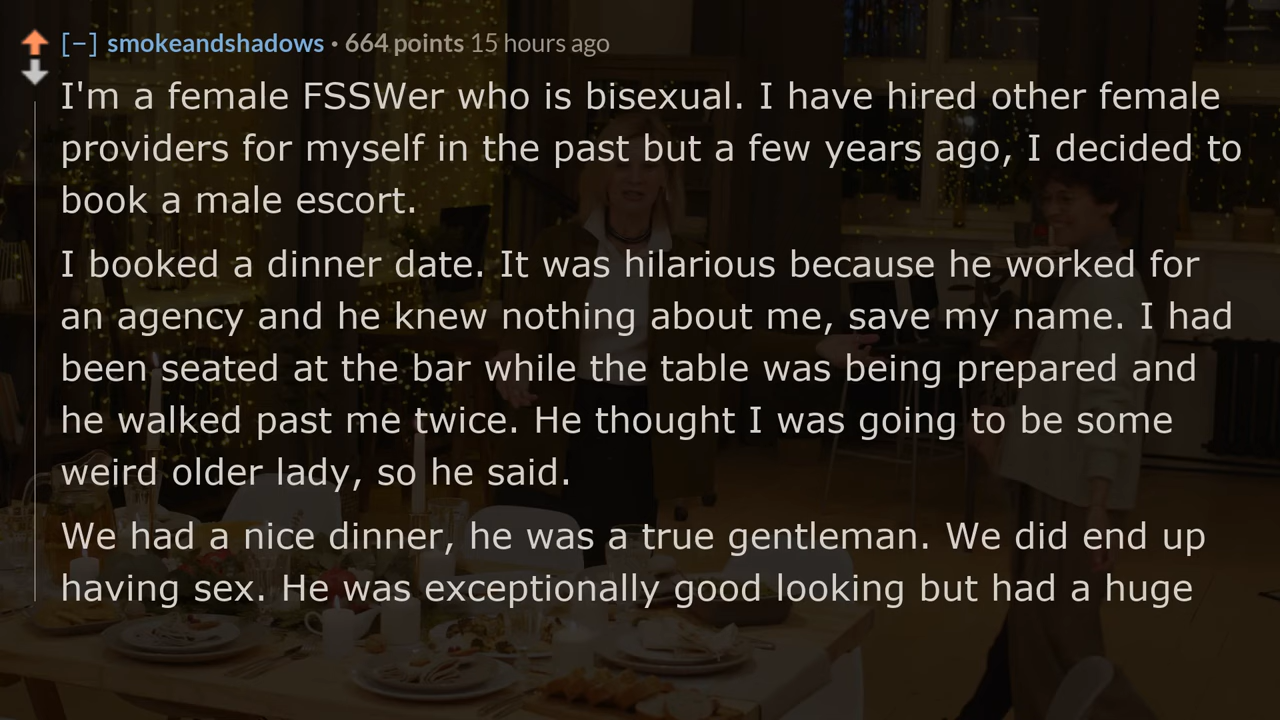 [−] smokeandshadows • 664 points 15 hours ago
I'm a female FSSWer who is bisexual. I have hired other female
providers for myself in the past but a few years ago, I decided to
book a male escort.
I booked a dinner date. It was hilarious because he worked for
an agency and he knew nothing about me, save my name. I had
been seated at the bar while the table was being prepared and
he walked past me twice. He thought I was going to be some
weird older lady, so he said.
We had a nice dinner, he was a true gentleman. We did end up
having sex. He was exceptionally good looking but had a huge